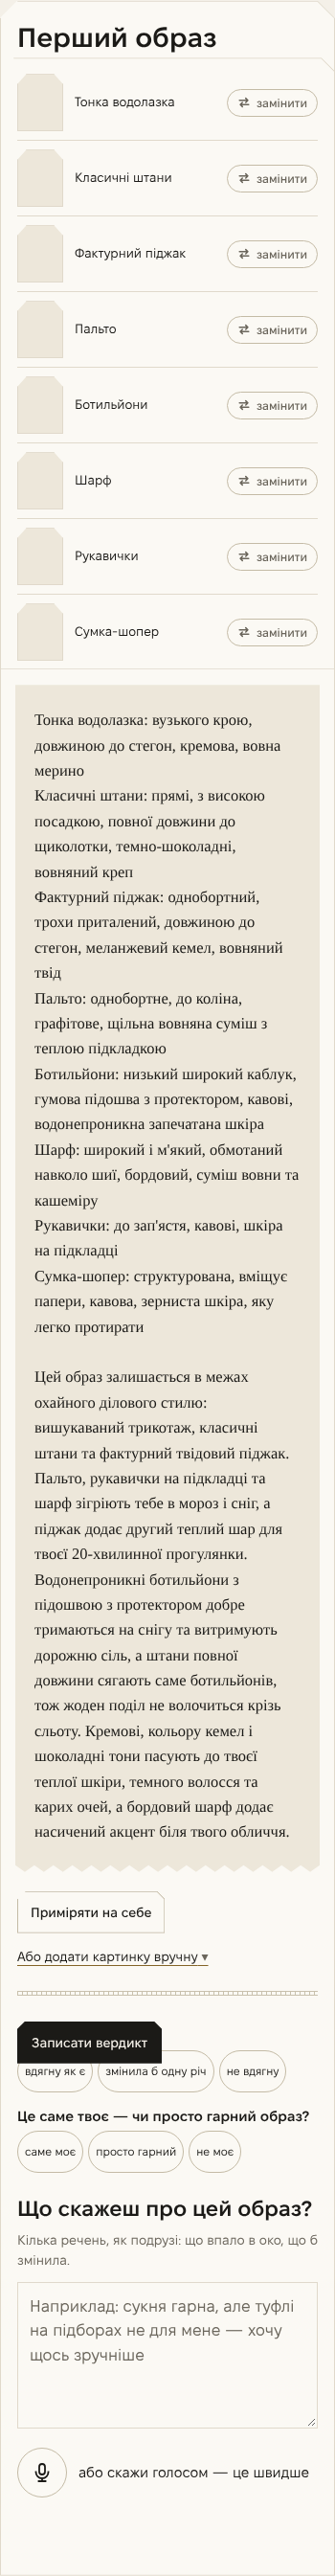 Перший образ
Тонка водолазка
замінити
Класичні штани
замінити
Фактурний піджак
замінити
Пальто
замінити
Ботильйони
замінити
Шарф
замінити
Рукавички
замінити
Сумка-шопер
замінити
Тонка водолазка: вузького крою,
довжиною до стегон, кремова, вовна
мерино
Класичні штани: прямі, з високою
посадкою, повної довжини до
щиколотки, темно-шоколадні,
вовняний креп
Фактурний піджак: однобортний,
трохи приталений, довжиною до
стегон, меланжевий кемел, вовняний
твід
Пальто: однобортне, до коліна,
графітове, щільна вовняна суміш з
теплою підкладкою
Ботильйони: низький широкий каблук,
гумова підошва з протектором, кавові,
водонепроникна запечатана шкіра
Шарф: широкий і м'який, обмотаний
навколо шиї, бордовий, суміш вовни та
кашеміру
Рукавички: до зап'ястя, кавові, шкіра
на підкладці
Сумка-шопер: структурована, вміщує
папери, кавова, зерниста шкіра, яку
легко протирати
Цей образ залишається в межах
охайного ділового стилю:
вишукаваний трикотаж, класичні
штани та фактурний твідовий піджак.
Пальто, рукавички на підкладці та
шарф зігріють тебе в мороз і сніг, а
піджак додає другий теплий шар для
твоєї 20-хвилинної прогулянки.
Водонепроникні ботильйони з
підошвою з протектором добре
тримаються на снігу та витримують
дорожню сіль, а штани повної
довжини сягають саме ботильйонів,
тож жоден поділ не волочиться крізь
сльоту. Кремові, кольору кемел і
шоколадні тони пасують до твоєї
теплої шкіри, темного волосся та
карих очей, а бордовий шарф додає
насичений акцент біля твого обличчя.
Приміряти на себе
Або додати картинку вручну ▾
Записати вердикт
вдягну як є
змінила б одну річ
не вдягну
Це саме твоє — чи просто гарний образ?
саме моє
просто гарний
не моє
Що скажеш про цей образ?
Кілька речень, як подрузі: що впало в око, що б
змінила.
Наприклад: сукня гарна, але туфлі
на підборах не для мене — хочу
щось зручніше
або скажи голосом — це швидше